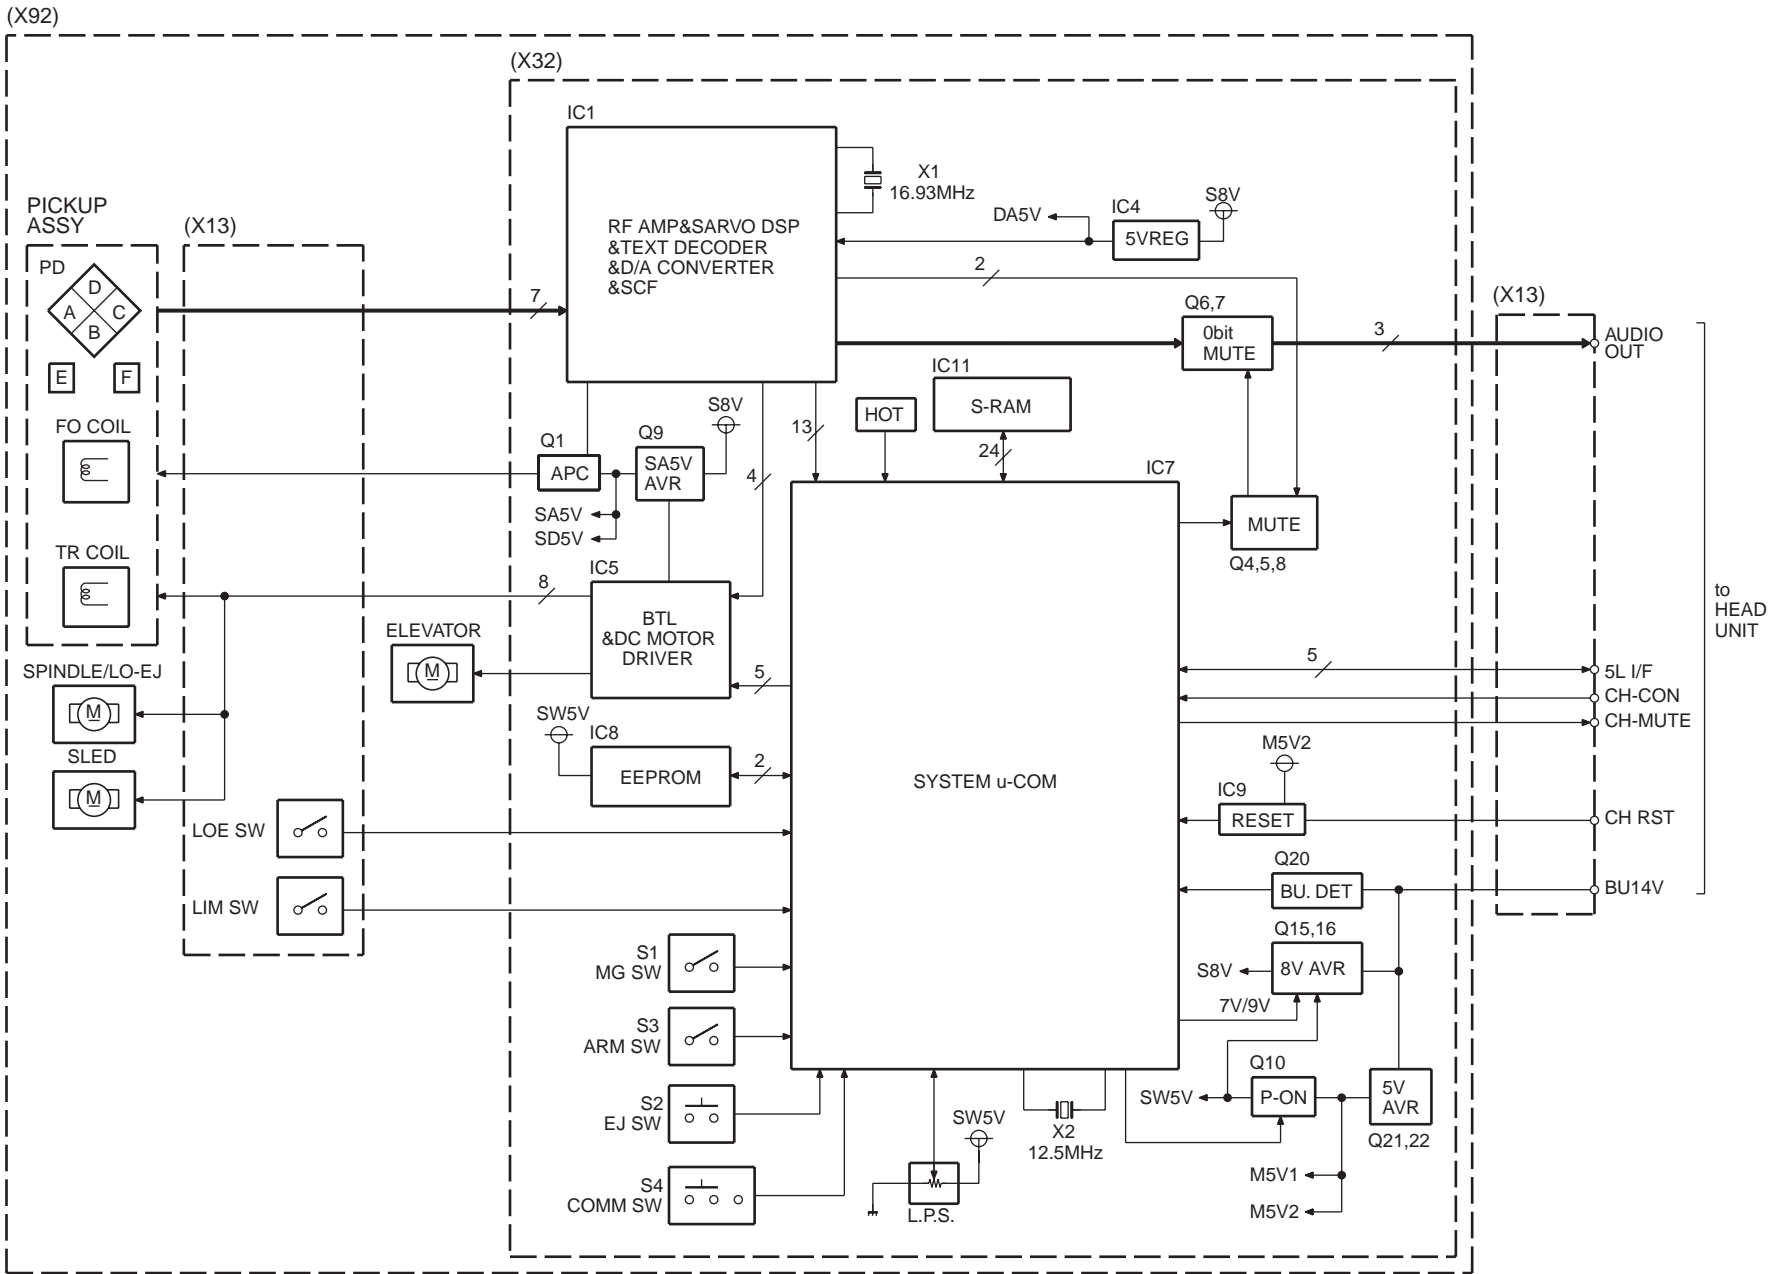 (X92)
(X32)
IC1
RF AMP&SARVO DSP
&TEXT DECODER
&D/A CONVERTER
&SCF
X1
16.93MHz
DA5V
IC4
5VREG
S8V
2
PICKUP
ASSY
(X13)
PD
D
A
C
B
E
F
7
Q6,7
0bit
MUTE
3
(X13)
AUDIO
OUT
IC11
S-RAM
HOT
13
24
IC7
FO COIL
Q1
APC
Q9
SA5V
AVR
S8V
4
SA5V
SD5V
MUTE
Q4,5,8
TR COIL
8
IC5
BTL
&DC MOTOR
DRIVER
5
ELEVATOR
M
SPINDLE/LO-EJ
M
SLED
M
SW5V
IC8
EEPROM
2
SYSTEM u-COM
5
5L I/F
CH-CON
CH-MUTE
to
HEAD
UNIT
M5V2
IC9
RESET
CH RST
Q20
BU. DET
BU14V
LOE SW
LIM SW
Q15,16
8V AVR
S8V
7V/9V
S1
MG SW
S3
ARM SW
S2
EJ SW
S4
COMM SW
Q10
P-ON
SW5V
5V
AVR
Q21,22
M5V1
M5V2
X2
12.5MHz
SW5V
L.P.S.